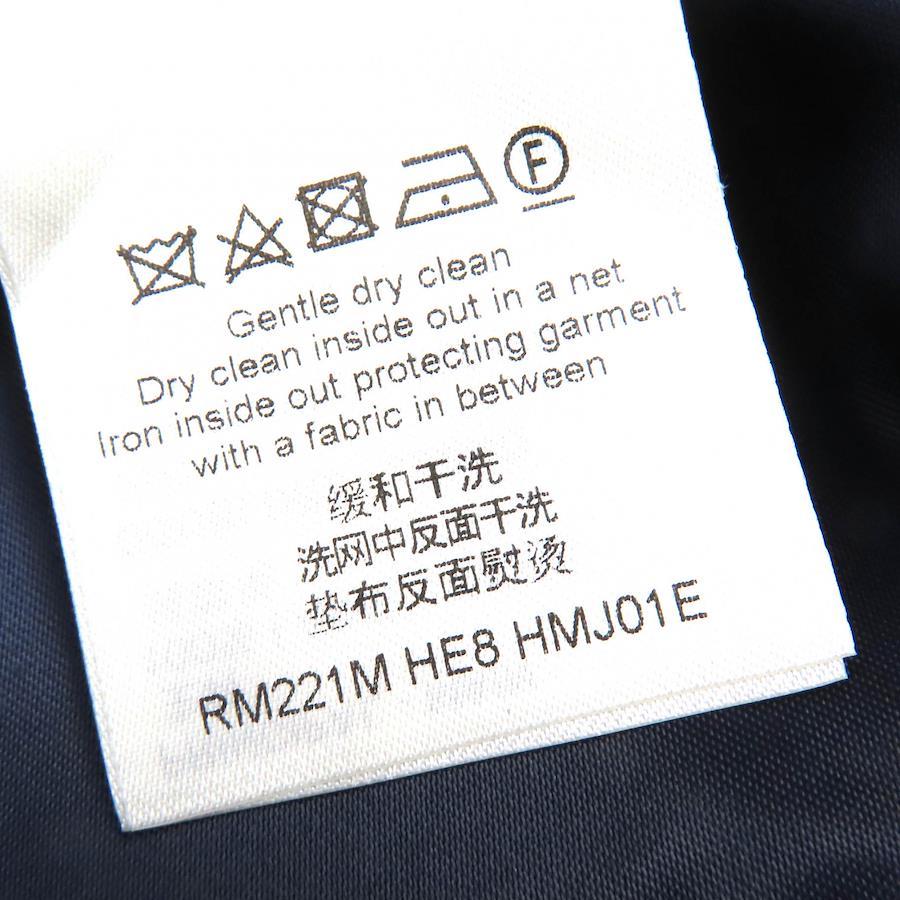 F
Gentle dry clean
Dry clean inside out in a net
Iron inside out protecting garment
with a fabric in between
缓和干洗
洗网中反面干洗
垫布反面熨烫
RM221M HE8 HMJ01E